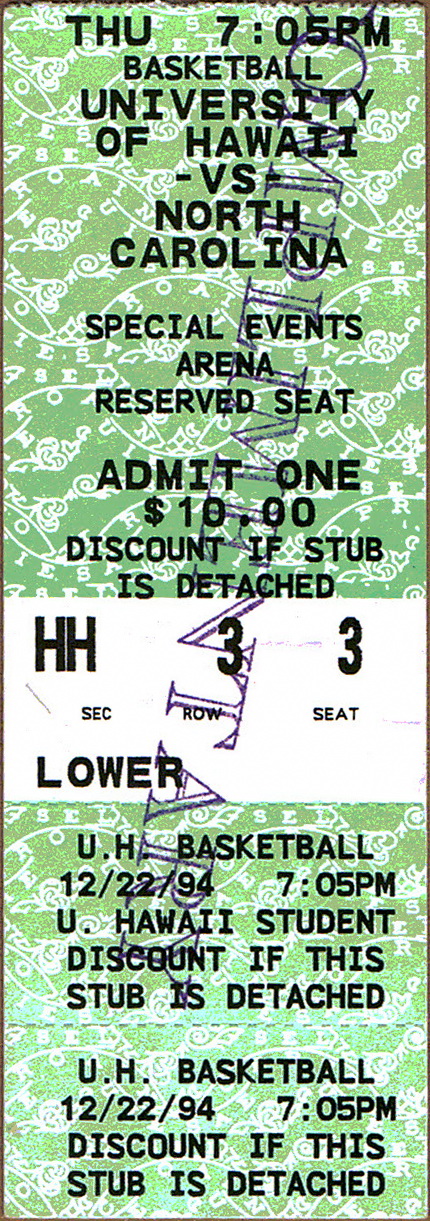 THU 7:05PM
BASKETBALL
UNIVERSITY
OF HAWAII
-VS-
NORTH
CAROLINA
SPECIAL EVENTS
ARENA
RESERVED SEAT
ADMIT ONE
$10.00
DISCOUNT IF STUB
IS DETACHED
HH 3 3
SEC ROW SEAT
LOWER
U.H. BASKETBALL
12/22/94 7:05PM
U. HAWAII STUDENT
DISCOUNT IF THIS
STUB IS DETACHED
U.H. BASKETBALL
12/22/94 7:05PM
DISCOUNT IF THIS
STUB IS DETACHED
COMPLIMENTARY